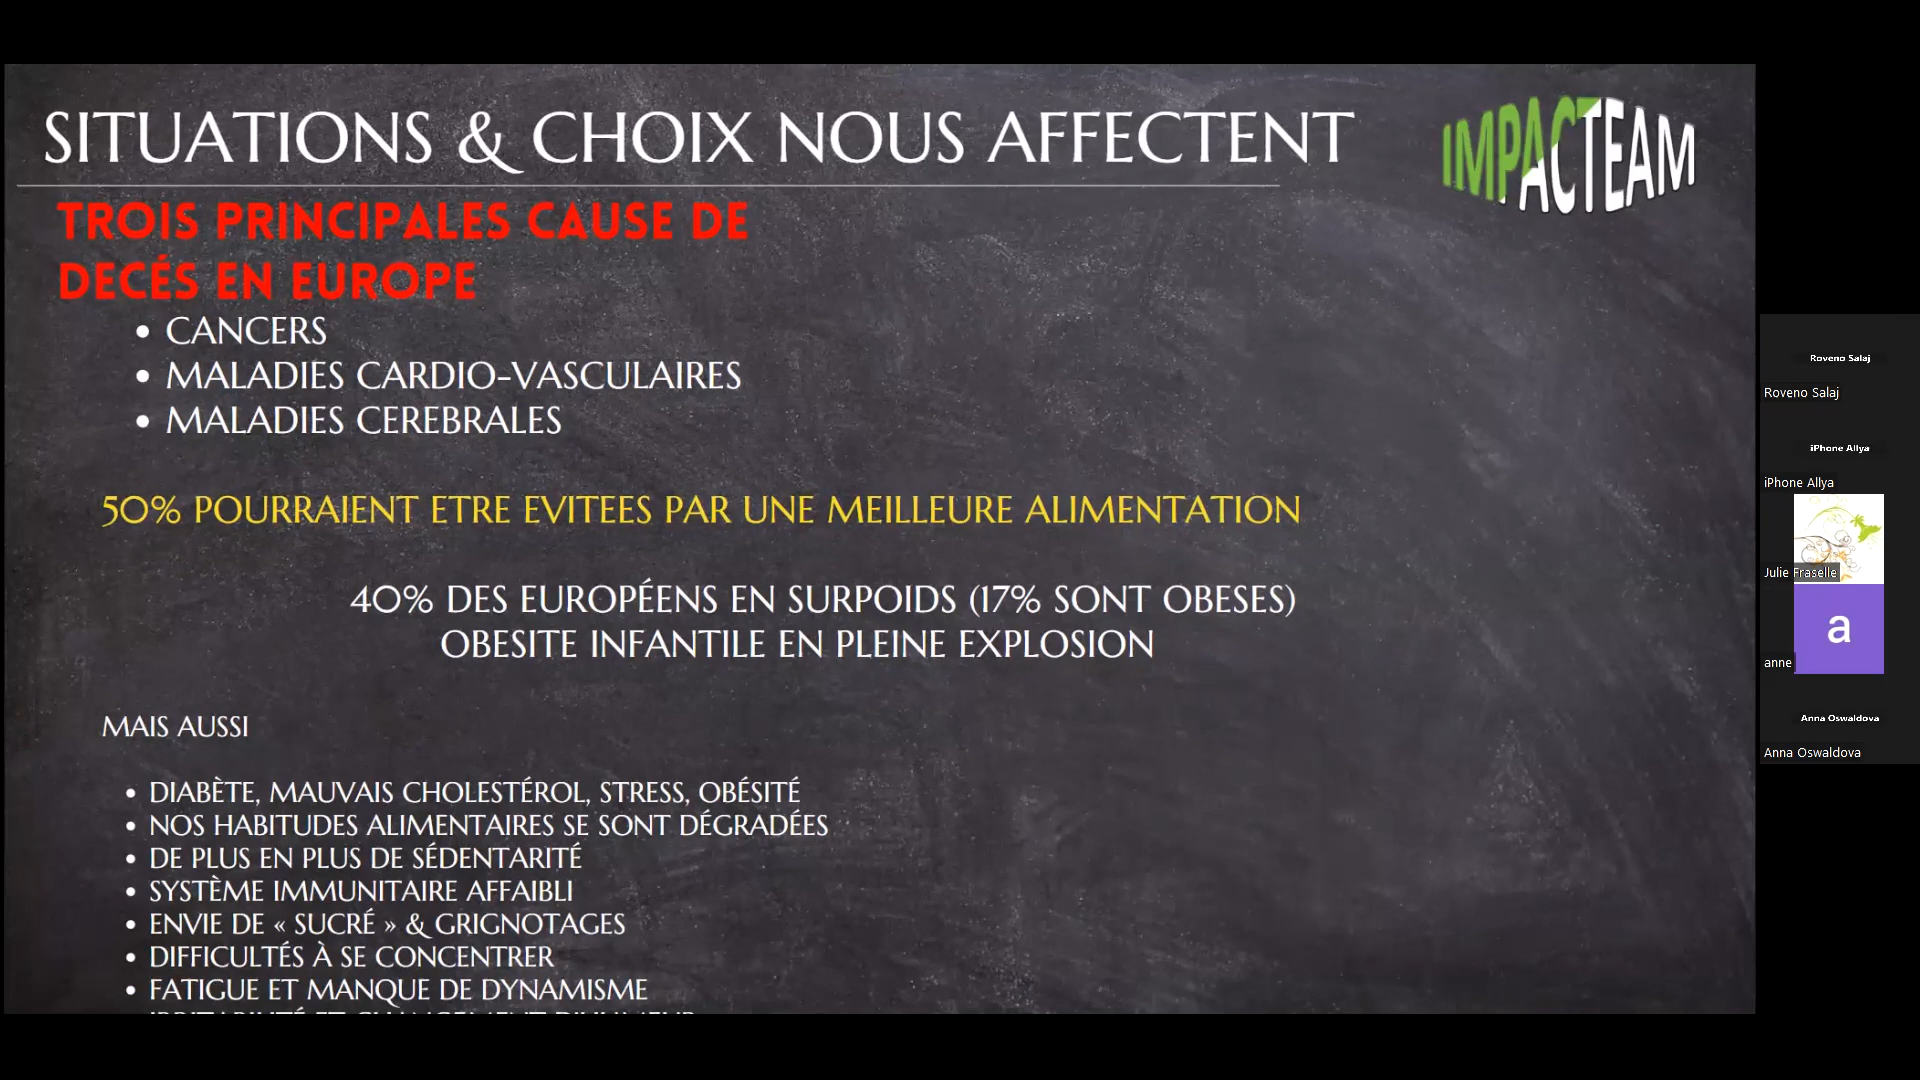 SITUATIONS & CHOIX NOUS AFFECTENT
IMPACTEAM
TROIS PRINCIPALES CAUSE DE
DECÉS EN EUROPE
• CANCERS
• MALADIES CARDIO-VASCULAIRES
• MALADIES CEREBRALES
50% POURRAIENT ETRE EVITEES PAR UNE MEILLEURE ALIMENTATION
40% DES EUROPÉENS EN SURPOIDS (17% SONT OBESES)
OBESITE INFANTILE EN PLEINE EXPLOSION
MAIS AUSSI
• DIABÈTE, MAUVAIS CHOLESTÉROL, STRESS, OBÉSITÉ
• NOS HABITUDES ALIMENTAIRES SE SONT DÉGRADÉES
• DE PLUS EN PLUS DE SÉDENTARITÉ
• SYSTÈME IMMUNITAIRE AFFAIBLI
• ENVIE DE « SUCRÉ » & GRIGNOTAGES
• DIFFICULTÉS À SE CONCENTRER
• FATIGUE ET MANQUE DE DYNAMISME
Roveno Salaj
Roveno Salaj
iPhone Allya
iPhone Allya
Julie Fraselle
a
anne
Anna Oswaldova
Anna Oswaldova